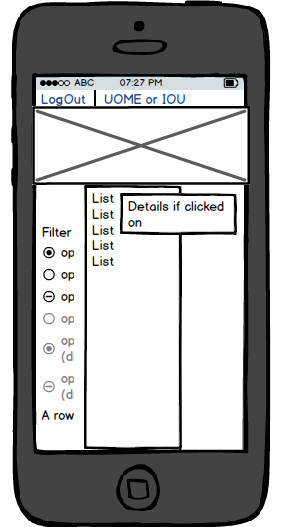 ABC 07:27 PM
LogOut UOME or IOU
List
List
List
List
List
Details if clicked
on
Filter
op
op
op
op
op
(d
op
(d
A row